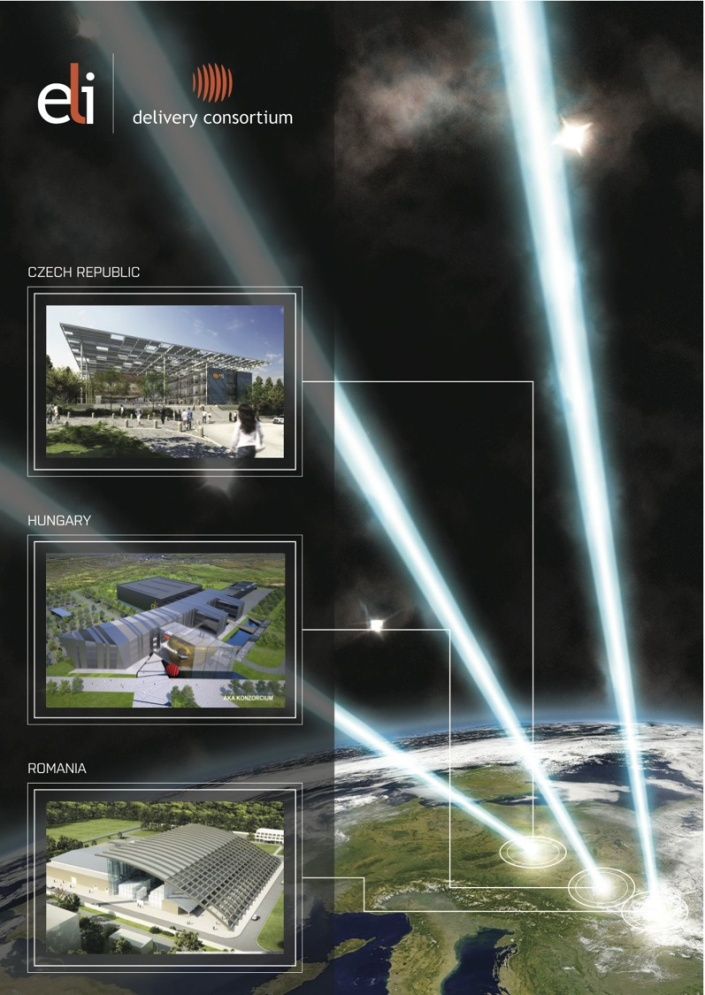 eli
delivery consortium
CZECH REPUBLIC
HUNGARY
AKA KONZORCIUM
ROMANIA